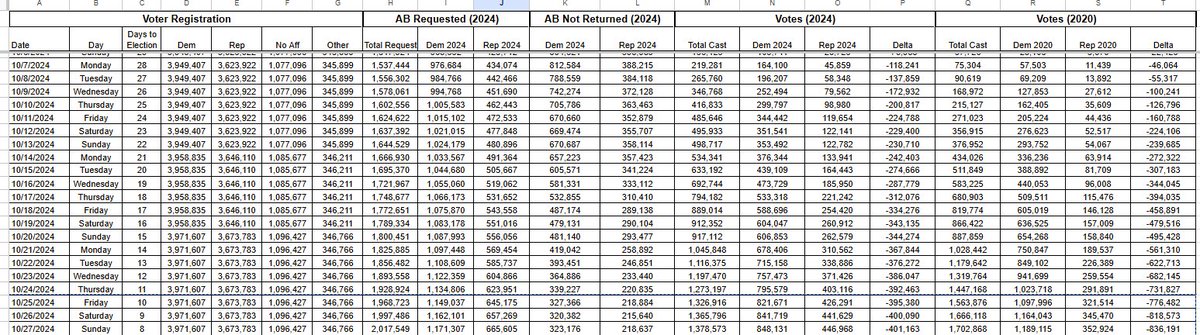 A B C D E F G H I J K L M N O P Q R S T
Voter Registration AB Requested (2024) AB Not Returned (2024) Votes (2024) Votes (2020)
Date Day Days to Election Dem Rep No Aff Other Total Request Dem 2024 Rep 2024 Dem 2024 Rep 2024 Total Cast Dem 2024 Rep 2024 Delta Total Cast Dem 2020 Rep 2020 Delta
10/7/2024 Monday 28 3,949,407 3,623,922 1,077,096 345,899 1,537,444 976,684 434,074 812,584 388,215 219,281 164,100 45,859 -118,241 75,304 57,503 11,439 -46,064
10/8/2024 Tuesday 27 3,949,407 3,623,922 1,077,096 345,899 1,556,302 984,766 442,466 788,559 384,118 265,760 196,207 58,348 -137,859 90,619 69,209 13,892 -55,317
10/9/2024 Wednesday 26 3,949,407 3,623,922 1,077,096 345,899 1,578,061 994,768 451,690 742,274 372,128 346,768 252,494 79,562 -172,932 168,972 127,853 27,612 -100,241
10/10/2024 Thursday 25 3,949,407 3,623,922 1,077,096 345,899 1,602,556 1,005,583 462,443 705,786 363,463 416,833 299,797 98,980 -200,817 215,127 162,405 35,609 -126,796
10/11/2024 Friday 24 3,949,407 3,623,922 1,077,096 345,899 1,624,622 1,015,102 472,533 670,660 352,879 485,646 344,442 119,654 -224,788 271,023 205,224 44,436 -160,788
10/12/2024 Saturday 23 3,949,407 3,623,922 1,077,096 345,899 1,637,392 1,021,015 477,848 669,474 355,707 495,933 351,541 122,141 -229,400 356,915 276,623 52,517 -224,106
10/13/2024 Sunday 22 3,949,407 3,623,922 1,077,096 345,899 1,644,529 1,024,179 480,896 670,687 358,114 498,717 353,492 122,782 -230,710 376,952 293,752 54,067 -239,685
10/14/2024 Monday 21 3,958,835 3,646,110 1,085,677 346,211 1,666,930 1,033,567 491,364 657,223 357,423 534,341 376,344 133,941 -242,403 434,026 336,236 63,914 -272,322
10/15/2024 Tuesday 20 3,958,835 3,646,110 1,085,677 346,211 1,695,370 1,044,680 505,667 605,571 341,224 633,192 439,109 164,443 -274,666 511,849 388,892 81,709 -307,183
10/16/2024 Wednesday 19 3,958,835 3,646,110 1,085,677 346,211 1,721,967 1,055,060 519,062 581,331 333,112 692,744 473,729 185,950 -287,779 583,225 440,053 96,008 -344,045
10/17/2024 Thursday 18 3,958,835 3,646,110 1,085,677 346,211 1,748,677 1,066,173 531,652 532,855 310,410 794,182 533,318 221,242 -312,076 680,903 509,511 115,476 -394,035
10/18/2024 Friday 17 3,958,835 3,646,110 1,085,677 346,211 1,772,651 1,075,870 543,558 487,174 289,138 889,014 588,696 254,420 -334,276 819,774 605,019 146,128 -458,891
10/19/2024 Saturday 16 3,958,835 3,646,110 1,085,677 346,211 1,789,334 1,083,178 551,016 479,131 290,104 912,352 604,047 260,912 -343,135 866,422 636,525 157,009 -479,516
10/20/2024 Sunday 15 3,971,607 3,673,783 1,096,427 346,766 1,800,451 1,087,993 556,056 481,140 293,477 917,112 606,853 262,579 -344,274 887,859 654,268 158,840 -495,428
10/21/2024 Monday 14 3,971,607 3,673,783 1,096,427 346,766 1,825,885 1,097,448 569,454 419,042 258,892 1,045,848 678,406 310,562 -367,844 1,028,442 750,847 189,537 -561,310
10/22/2024 Tuesday 13 3,971,607 3,673,783 1,096,427 346,766 1,856,482 1,108,609 585,737 393,451 246,851 1,116,375 715,158 338,886 -376,272 1,179,642 849,102 226,389 -622,713
10/23/2024 Wednesday 12 3,971,607 3,673,783 1,096,427 346,766 1,893,558 1,122,359 604,866 364,886 233,440 1,197,470 757,473 371,426 -386,047 1,319,764 941,699 259,554 -682,145
10/24/2024 Thursday 11 3,971,607 3,673,783 1,096,427 346,766 1,928,924 1,134,806 623,951 339,227 220,835 1,273,197 795,579 403,116 -392,463 1,447,168 1,023,718 291,891 -731,827
10/25/2024 Friday 10 3,971,607 3,673,783 1,096,427 346,766 1,968,723 1,149,037 645,175 327,366 218,884 1,326,916 821,671 426,291 -395,380 1,563,876 1,097,996 321,514 -776,482
10/26/2024 Saturday 9 3,971,607 3,673,783 1,096,427 346,766 1,997,486 1,162,101 657,269 320,382 215,640 1,365,796 841,719 441,629 -400,090 1,666,118 1,164,043 345,470 -818,573
10/27/2024 Sunday 8 3,971,607 3,673,783 1,096,427 346,766 2,017,549 1,171,307 665,605 323,176 218,637 1,378,573 848,131 446,968 -401,163 1,702,868 1,189,115 352,924 -836,191